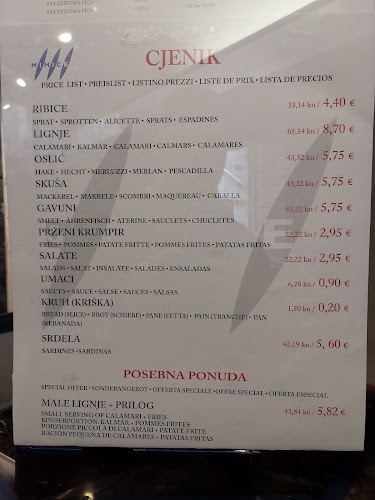 CJENIK
MIMICE
PRICE LIST • PREISLIST • LISTINO PREZZI • LISTE DE PRIX • LISTA DE PRECIOS
RIBICE 33,14 kn / 4,40 €
SPRAT • SPROTTEN • ALICETTE • SPRATS • ESPADINES
LIGNJE 65,54 kn / 8,70 €
CALAMARI • KALMAR • CALAMARI • CALMARS • CALAMARES
OSLIĆ 43,32 kn / 5,75 €
HAKE • HECHT • MERLUZZI • MERLAN • PESCADILLA
SKUŠA 43,32 kn / 5,75 €
MACKEREL • MAKRELE • SCOMBRI • MAQUEREAU • CABALLA
GAVUNI 43,32 kn / 5,75 €
SMELT • ÄHRENFISCH • ATERINE • SAUCLETS • CHUCLETES
PRŽENI KRUMPIR 22,22 kn / 2,95 €
FRIES • POMMES • PATATE FRITTE • POMMES FRITES • PATATAS FRITAS
SALATE 22,22 kn / 2,95 €
SALADS • SALAT • INSALATE • SALADES • ENSALADAS
UMACI 6,78 kn / 0,90 €
SAUCES • SAUCE • SALSE • SAUCES • SALSAS
KRUH (KRIŠKA) 1,50 kn / 0,20 €
BREAD (SLICE) • BROT (SCHIEBE) • PANE (FETTA) • PAIN (TRANCHE) • PAN
(REBANADA)
SRDELA 42,19 kn / 5,60 €
SARDINES •SARDINAS
POSEBNA PONUDA
SPECIAL OFFER • SONDERANGEBOT • OFFERTA SPECIALE •OFFRE SPECIAL • OFERTA ESPECIAL
MALE LIGNJE - PRILOG 43,84 kn / 5,82 €
SMALL SERVING OF CALAMARI • FRIES
KINDERPORTION: KALMAR • POMMES FRITES
PORZIONE PICCOLA DI CALAMARI • PATATE FRITE
RACIÓN PEQUENA DE CALAMARES • PATATAS FRITAS